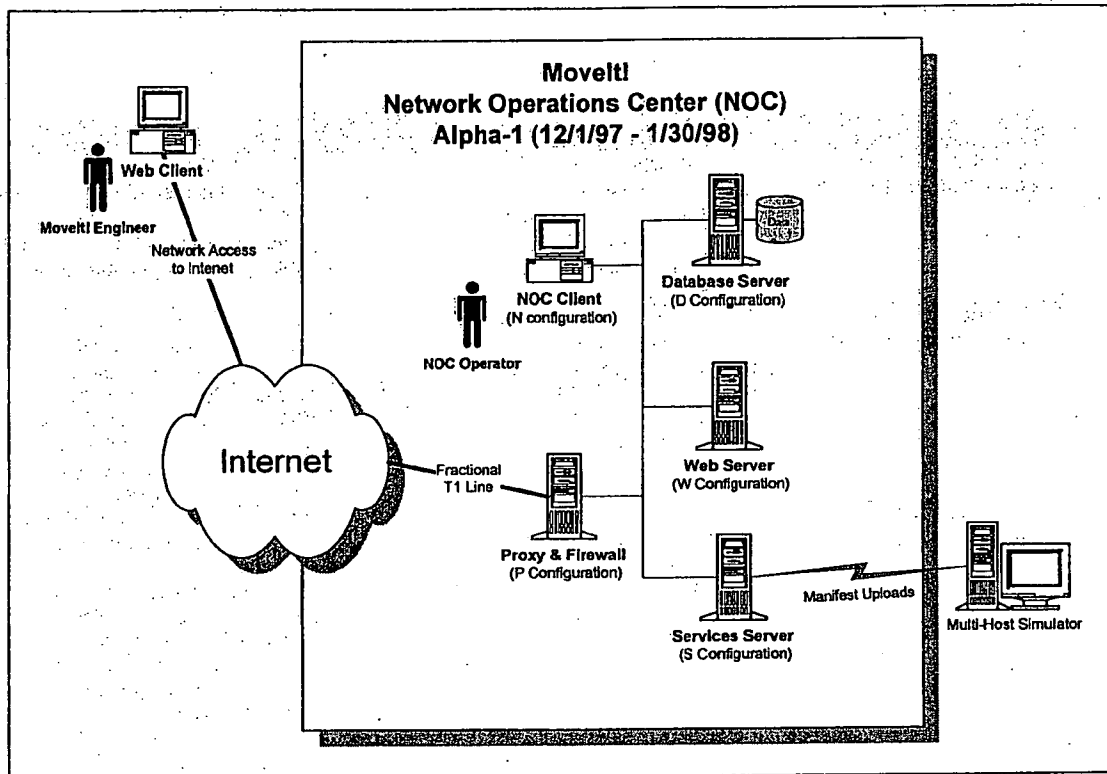 MoveIt!
Network Operations Center (NOC)
Alpha-1 (12/1/97 - 1/30/98)
Web Client
MoveIt! Engineer
Network Access
to Intenet
NOC Client
(N configuration)
NOC Operator
Data
Database Server
(D Configuration)
Internet
Fractional
T1 Line
Web Server
(W Configuration)
Proxy & Firewall
(P Configuration)
Manifest Uploads
Services Server
(S Configuration)
Multi-Host Simulator